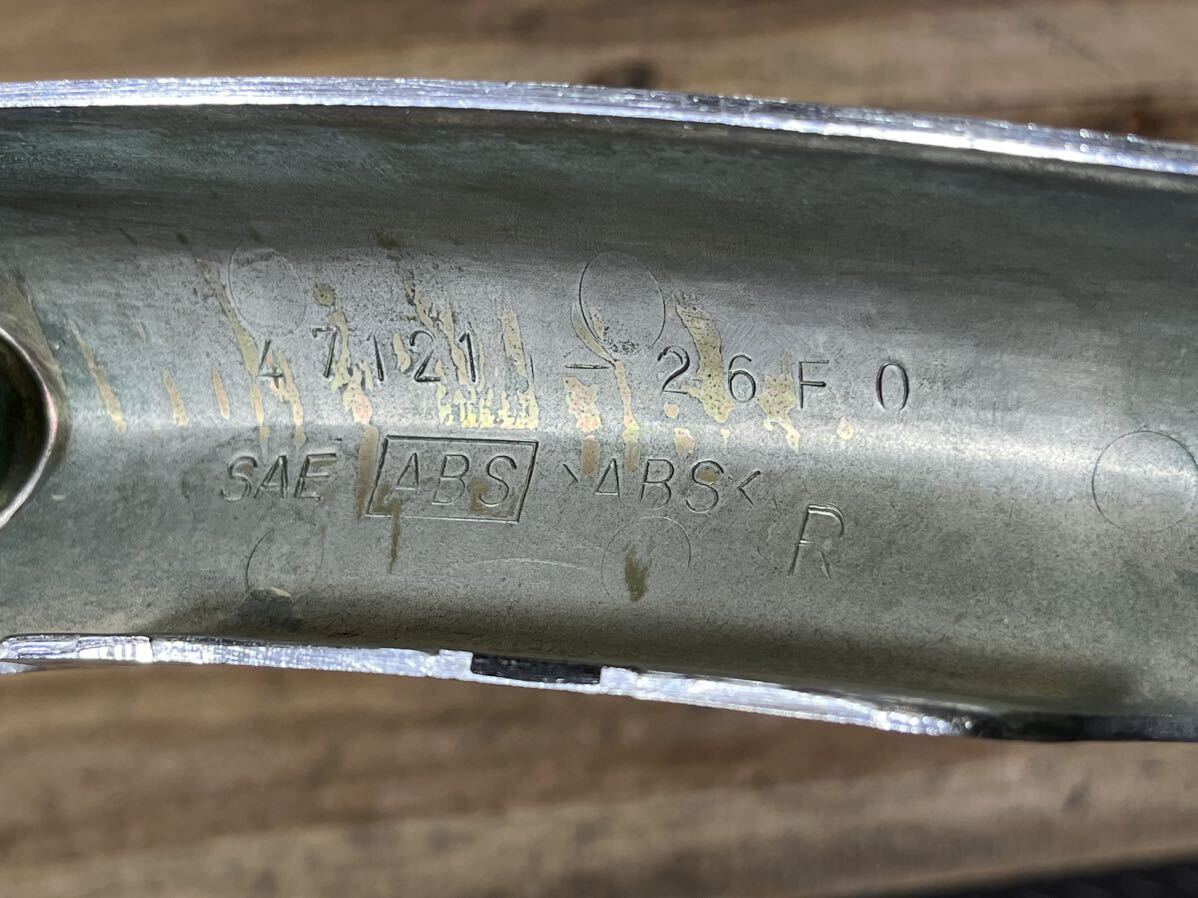 47121-26F0
SAE ABS >ABS<
R